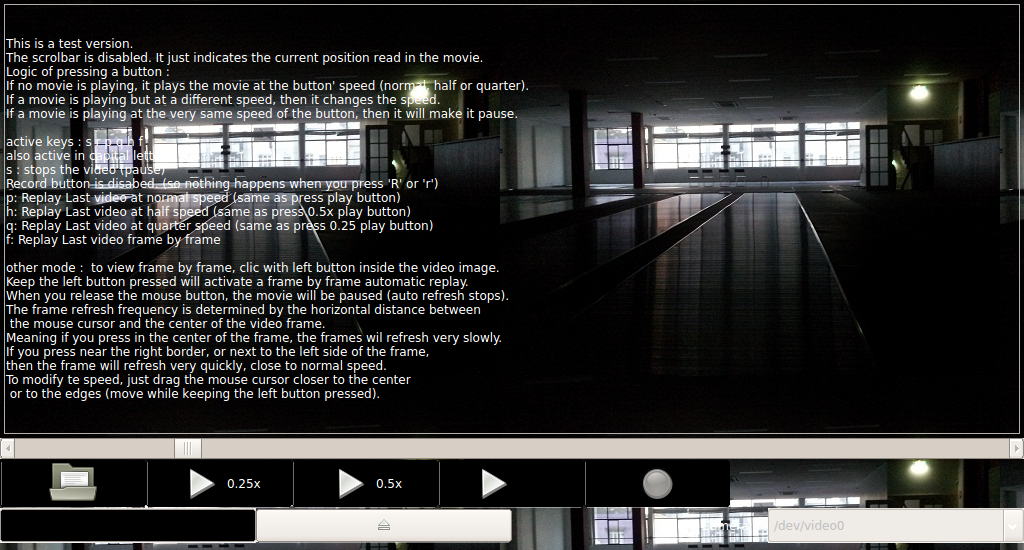 This is a test version.
The scrolbar is disabled. It just indicates the current position read in the movie.
Logic of pressing a button :
If no movie is playing, it plays the movie at the button' speed (normal, half or quarter).
If a movie is playing but at a different speed, then it changes the speed.
If a movie is playing at the very same speed of the button, then it will make it pause.
active keys : s r p q h f
also active in capital lett
s : stops the video (pause)
Record button is disabed, (so nothing happens when you press 'R' or 'r')
p: Replay Last video at normal speed (same as press play button)
h: Replay Last video at half speed (same as press 0.5x play button)
q: Replay Last video at quarter speed (same as press 0.25 play button)
f: Replay Last video frame by frame
other mode :  to view frame by frame, clic with left button inside the video image.
Keep the left button pressed will activate a frame by frame automatic replay.
When you release the mouse button, the movie will be paused (auto refresh stops).
The frame refresh frequency is determined by the horizontal distance between
the mouse cursor and the center of the video frame.
Meaning if you press in the center of the frame, the frames wil refresh very slowly.
If you press near the right border, or next to the left side of the frame,
then the frame will refresh very quickly, close to normal speed.
To modify te speed, just drag the mouse cursor closer to the center
or to the edges (move while keeping the left button pressed).
0.25x
0.5x
/dev/video0